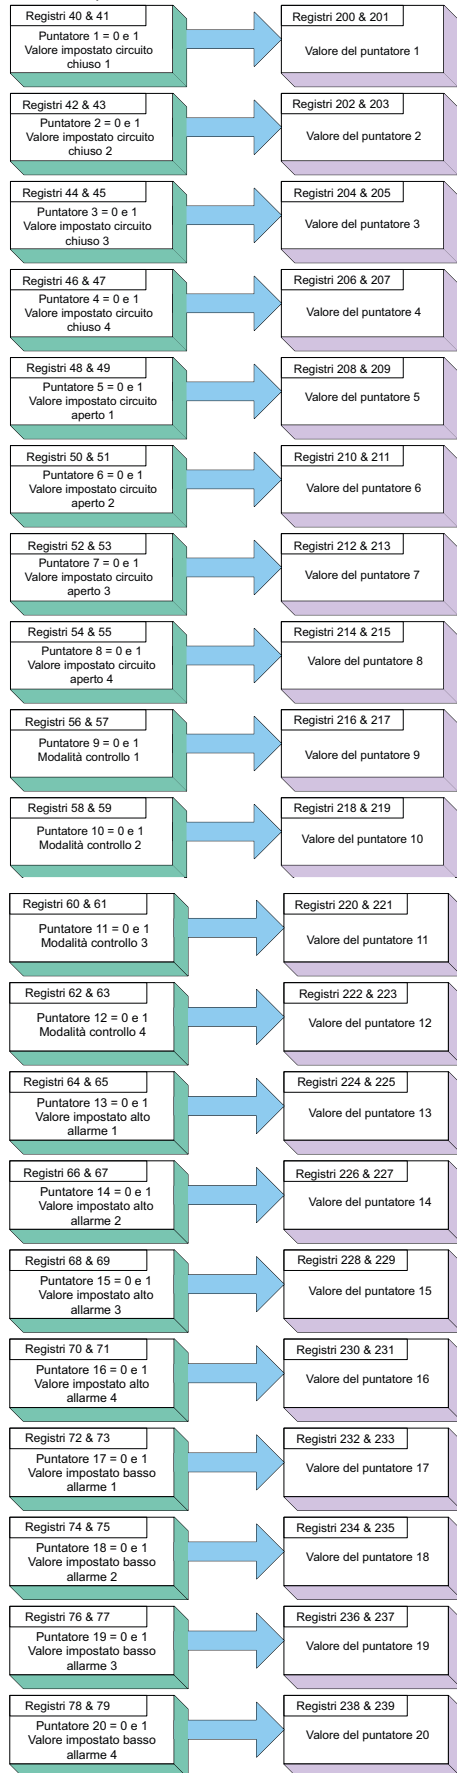 Registri 40 & 41
Puntatore 1 = 0 e 1
Valore impostato circuito
chiuso 1
Registri 200 & 201
Valore del puntatore 1
Registri 42 & 43
Puntatore 2 = 0 e 1
Valore impostato circuito
chiuso 2
Registri 202 & 203
Valore del puntatore 2
Registri 44 & 45
Puntatore 3 = 0 e 1
Valore impostato circuito
chiuso 3
Registri 204 & 205
Valore del puntatore 3
Registri 46 & 47
Puntatore 4 = 0 e 1
Valore impostato circuito
chiuso 4
Registri 206 & 207
Valore del puntatore 4
Registri 48 & 49
Puntatore 5 = 0 e 1
Valore impostato circuito
aperto 1
Registri 208 & 209
Valore del puntatore 5
Registri 50 & 51
Puntatore 6 = 0 e 1
Valore impostato circuito
aperto 2
Registri 210 & 211
Valore del puntatore 6
Registri 52 & 53
Puntatore 7 = 0 e 1
Valore impostato circuito
aperto 3
Registri 212 & 213
Valore del puntatore 7
Registri 54 & 55
Puntatore 8 = 0 e 1
Valore impostato circuito
aperto 4
Registri 214 & 215
Valore del puntatore 8
Registri 56 & 57
Puntatore 9 = 0 e 1
Modalità controllo 1
Registri 216 & 217
Valore del puntatore 9
Registri 58 & 59
Puntatore 10 = 0 e 1
Modalità controllo 2
Registri 218 & 219
Valore del puntatore 10
Registri 60 & 61
Puntatore 11 = 0 e 1
Modalità controllo 3
Registri 220 & 221
Valore del puntatore 11
Registri 62 & 63
Puntatore 12 = 0 e 1
Modalità controllo 4
Registri 222 & 223
Valore del puntatore 12
Registri 64 & 65
Puntatore 13 = 0 e 1
Valore impostato alto
allarme 1
Registri 224 & 225
Valore del puntatore 13
Registri 66 & 67
Puntatore 14 = 0 e 1
Valore impostato alto
allarme 2
Registri 226 & 227
Valore del puntatore 14
Registri 68 & 69
Puntatore 15 = 0 e 1
Valore impostato alto
allarme 3
Registri 228 & 229
Valore del puntatore 15
Registri 70 & 71
Puntatore 16 = 0 e 1
Valore impostato alto
allarme 4
Registri 230 & 231
Valore del puntatore 16
Registri 72 & 73
Puntatore 17 = 0 e 1
Valore impostato basso
allarme 1
Registri 232 & 233
Valore del puntatore 17
Registri 74 & 75
Puntatore 18 = 0 e 1
Valore impostato basso
allarme 2
Registri 234 & 235
Valore del puntatore 18
Registri 76 & 77
Puntatore 19 = 0 e 1
Valore impostato basso
allarme 3
Registri 236 & 237
Valore del puntatore 19
Registri 78 & 79
Puntatore 20 = 0 e 1
Valore impostato basso
allarme 4
Registri 238 & 239
Valore del puntatore 20